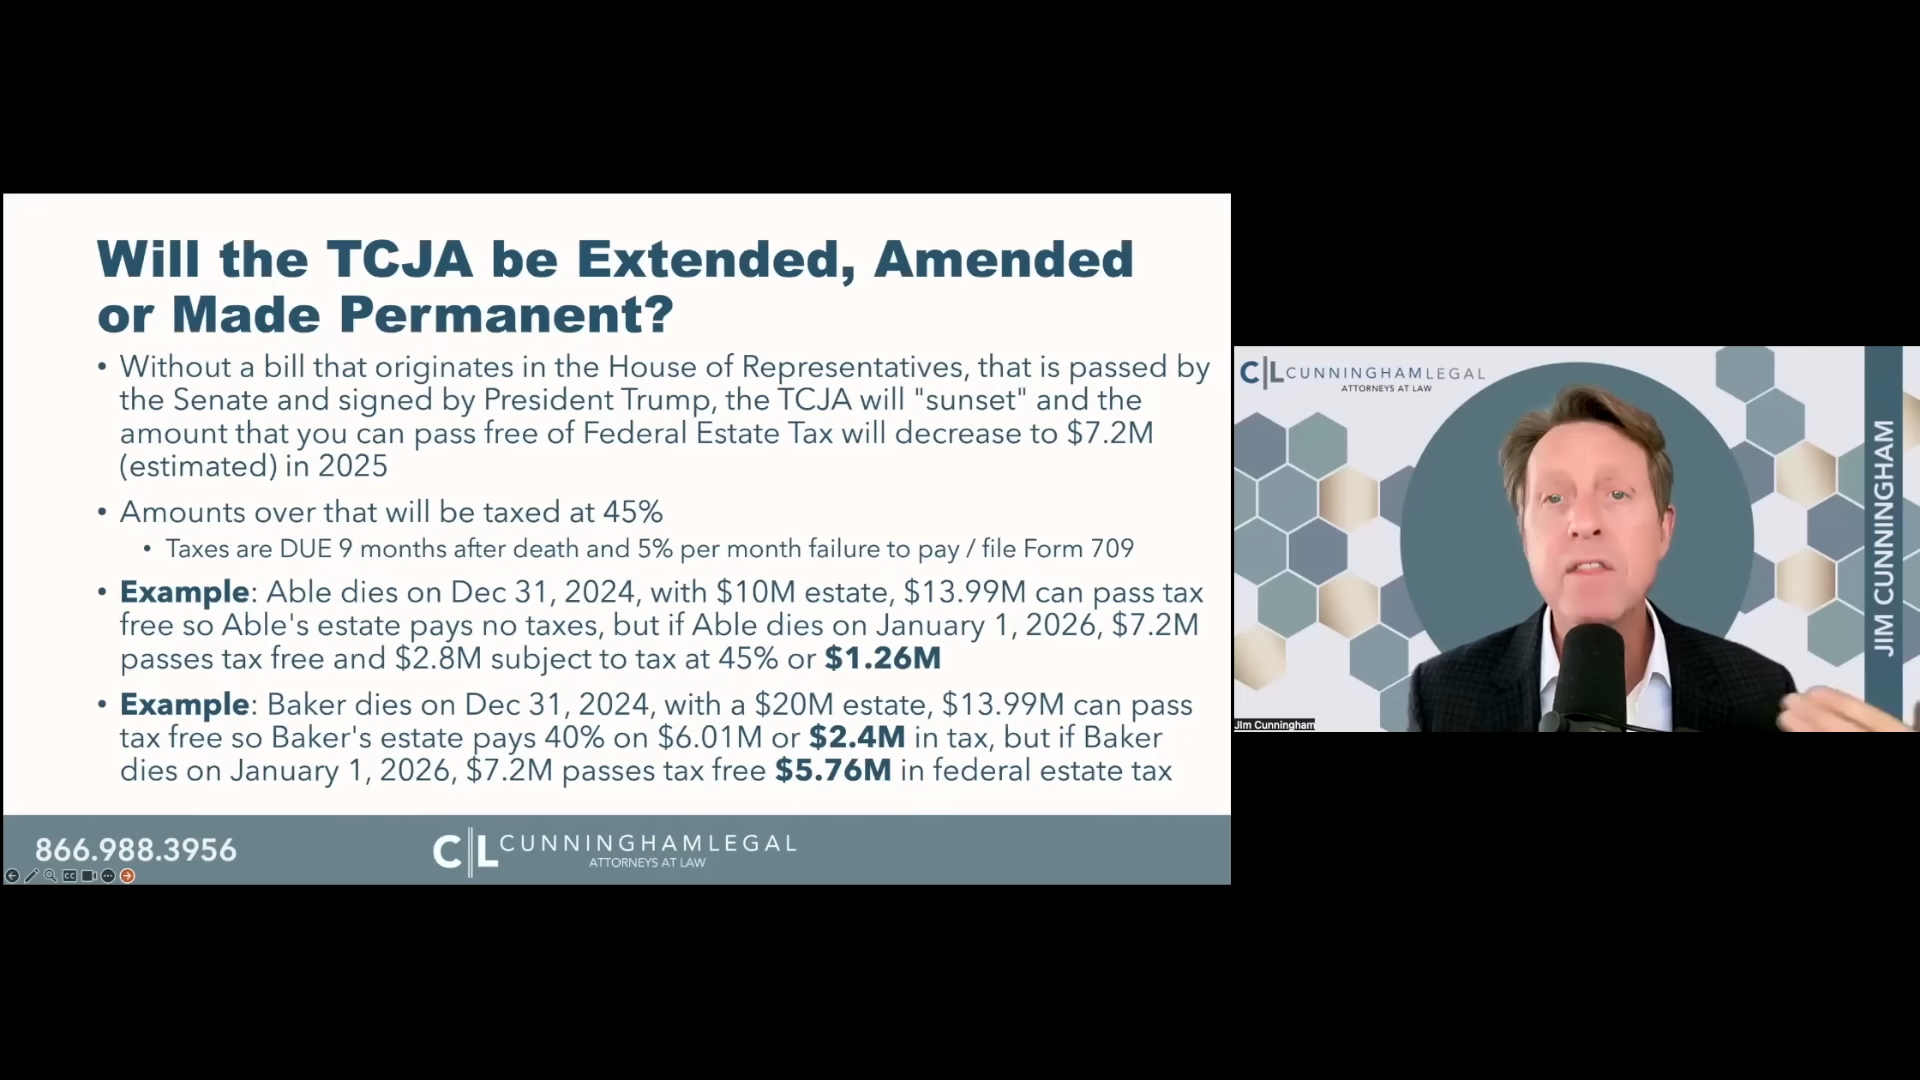 Will the TCJA be Extended, Amended
or Made Permanent?
• Without a bill that originates in the House of Representatives, that is passed by
the Senate and signed by President Trump, the TCJA will "sunset" and the
amount that you can pass free of Federal Estate Tax will decrease to $7.2M
(estimated) in 2025
• Amounts over that will be taxed at 45%
• Taxes are DUE 9 months after death and 5% per month failure to pay / file Form 709
• Example: Able dies on Dec 31, 2024, with $10M estate, $13.99M can pass tax
free so Able's estate pays no taxes, but if Able dies on January 1, 2026, $7.2M
passes tax free and $2.8M subject to tax at 45% or $1.26M
• Example: Baker dies on Dec 31, 2024, with a $20M estate, $13.99M can pass
tax free so Baker's estate pays 40% on $6.01M or $2.4M in tax, but if Baker
dies on January 1, 2026, $7.2M passes tax free $5.76M in federal estate tax
866.988.3956
CL CUNNINGHAMLEGAL
ATTORNEYS AT LAW
CC
CL CUNNINGHAMLEGAL
ATTORNEYS AT LAW
JIM CUNNINGHAM
Jim Cunningham